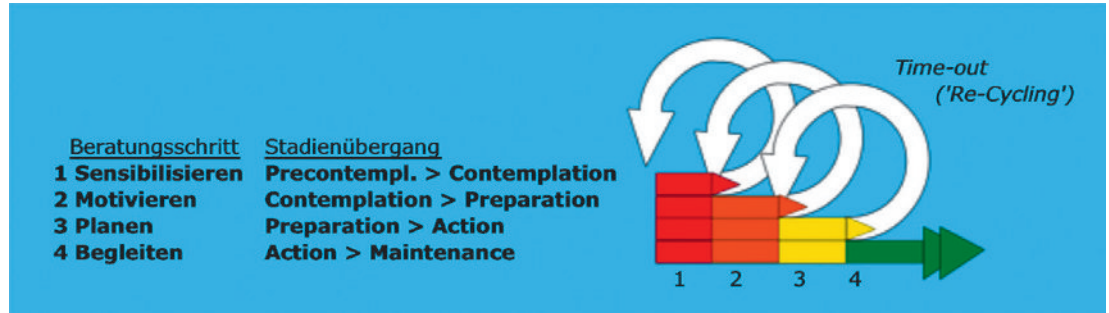 Time-out
('Re-Cycling')
Beratungsschritt Stadienübergang
1 Sensibilisieren Precontempl. > Contemplation
2 Motivieren Contemplation > Preparation
3 Planen Preparation > Action
4 Begleiten Action > Maintenance
1 2 3 4